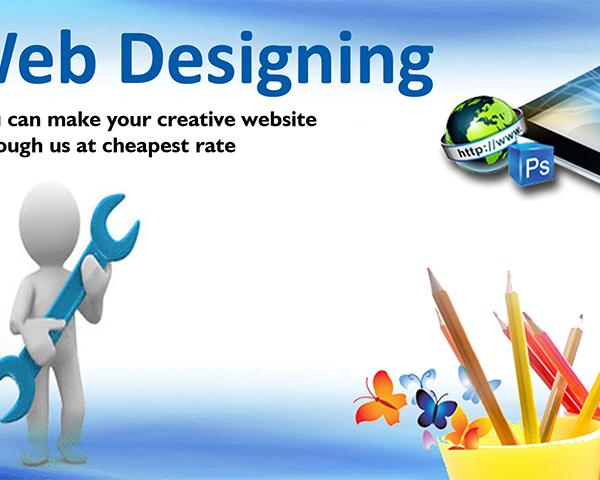 Web Designing
can make your creative website
ough us at cheapest rate
http://www.
Ps